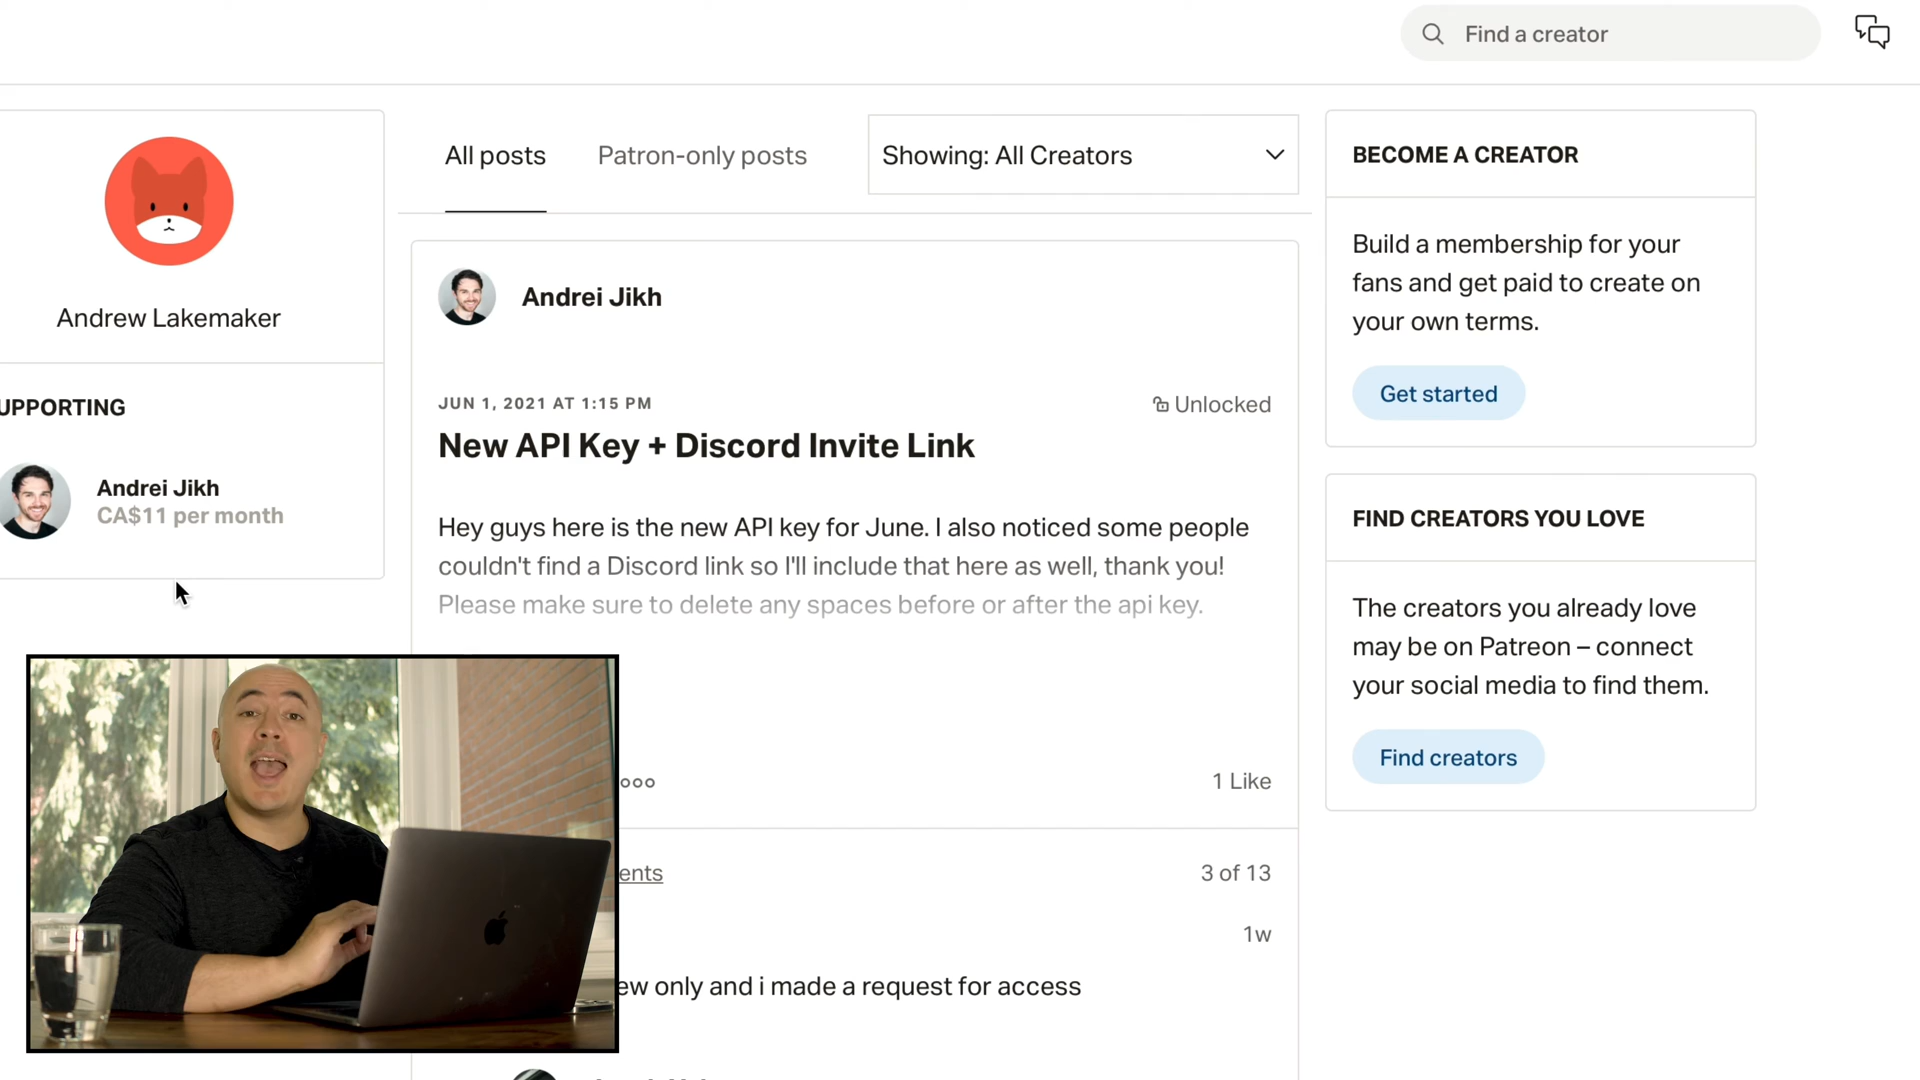 Find a creator
Andrew Lakemaker
UPPORTING
Andrei Jikh
CA$11 per month
All posts
Patron-only posts
Showing: All Creators
Andrei Jikh
JUN 1, 2021 AT 1:15 PM
Unlocked
New API Key + Discord Invite Link
Hey guys here is the new API key for June. I also noticed some people
couldn't find a Discord link so I'll include that here as well, thank you!
Please make sure to delete any spaces before or after the api key.
1 Like
ents
3 of 13
1w
ew only and i made a request for access
BECOME A CREATOR
Build a membership for your
fans and get paid to create on
your own terms.
Get started
FIND CREATORS YOU LOVE
The creators you already love
may be on Patreon – connect
your social media to find them.
Find creators